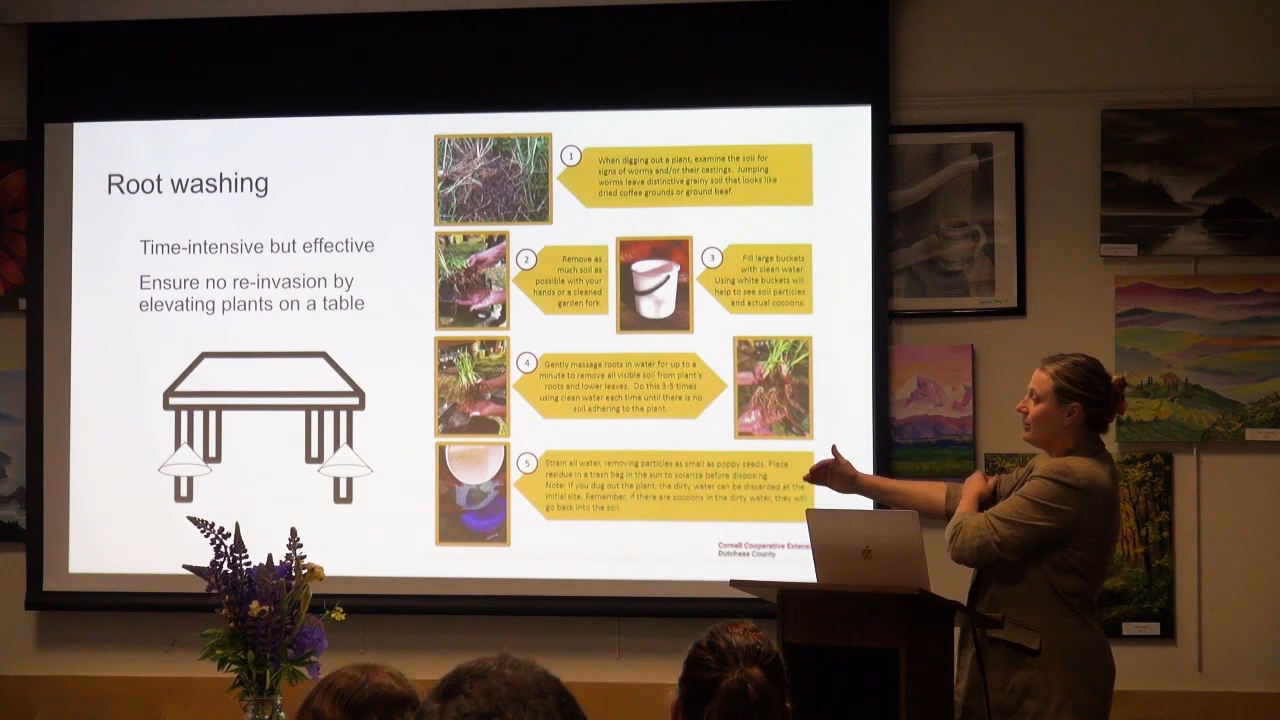 Root washing
Time-intensive but effective
Ensure no re-invasion by
elevating plants on a table
1
When digging out a plant, examine the soil for
signs of worms and/or their castings. Jumping
worms leave distinctive grainy soil that looks like
dried coffee grounds or ground beef.
2
Remove as
much soil as
possible with your
hands or a cleaned
garden fork.
3
Fill large buckets
with clean water.
Using white buckets will
help to see soil particles
and actual cocoons.
4
Gently massage roots in water for up to a
minute to remove all visible soil from plant's
roots and lower leaves. Do this 3-5 times
using clean water each time until there is no
soil adhering to the plant.
5
Strain all water, removing particles as small as poppy seeds. Place
residue in a trash bag in the sun to solarize before disposing
Note: If you dug out the plant, the dirty water can be discarded at the
initial site. Remember, if there are cocoons in the dirty water, they will
go back into the soil.
Cornell Cooperative Extens
Dutchess County